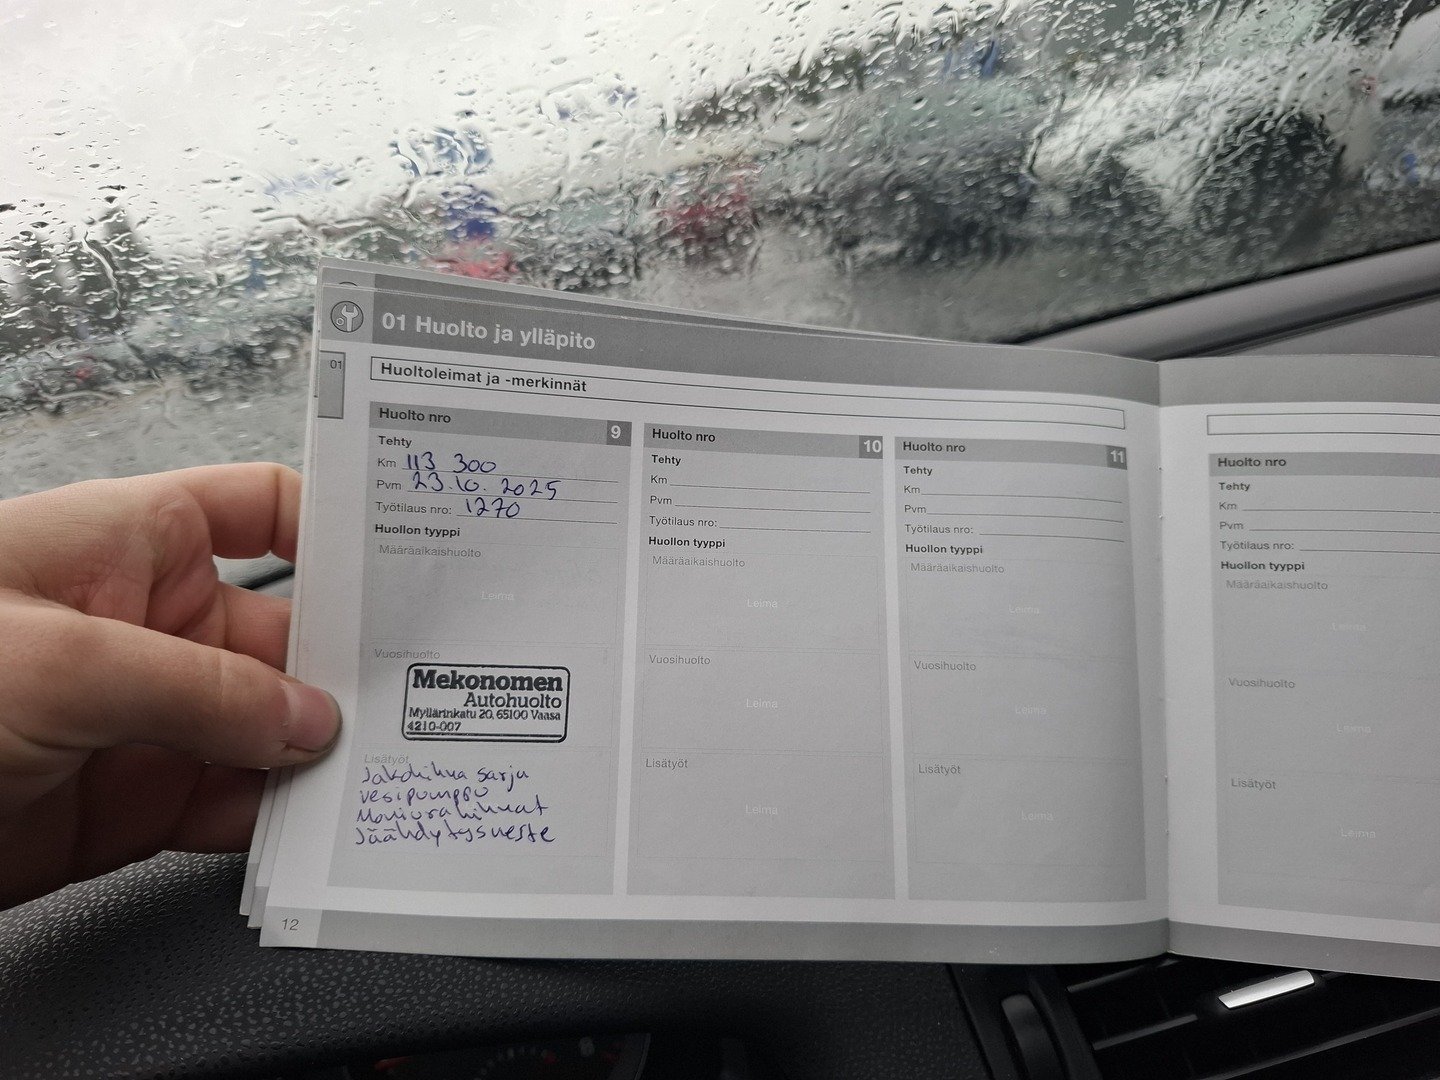 01 Huolto ja ylläpito
01
Huoltoleimat ja -merkinnät
Huolto nro 9
Tehty
Km 113 300
Pvm 23.10.2025
Työtilaus nro: 1270
Huollon tyyppi
Määräaikaishuolto
Leima
Vuosihuolto
Mekonomen
Autohuolto
Myllärinkatu 20, 65100 Vaasa
4210-007
Lisätyöt
Jakohihna sarja
vesipumppu
Moniurahihnat
Jäähdytysneste
Huolto nro 10
Tehty
Km
Pvm
Työtilaus nro:
Huollon tyyppi
Määräaikaishuolto
Leima
Vuosihuolto
Leima
Lisätyöt
Leima
Huolto nro 11
Tehty
Km
Pvm
Työtilaus nro:
Huollon tyyppi
Määräaikaishuolto
Leima
Vuosihuolto
Leima
Lisätyöt
Leima
12
Huolto nro
Tehty
Km
Pvm
Työtilaus nro:
Huollon tyyppi
Määräaikaishuolto
Leima
Vuosihuolto
Leima
Lisätyöt
Leima